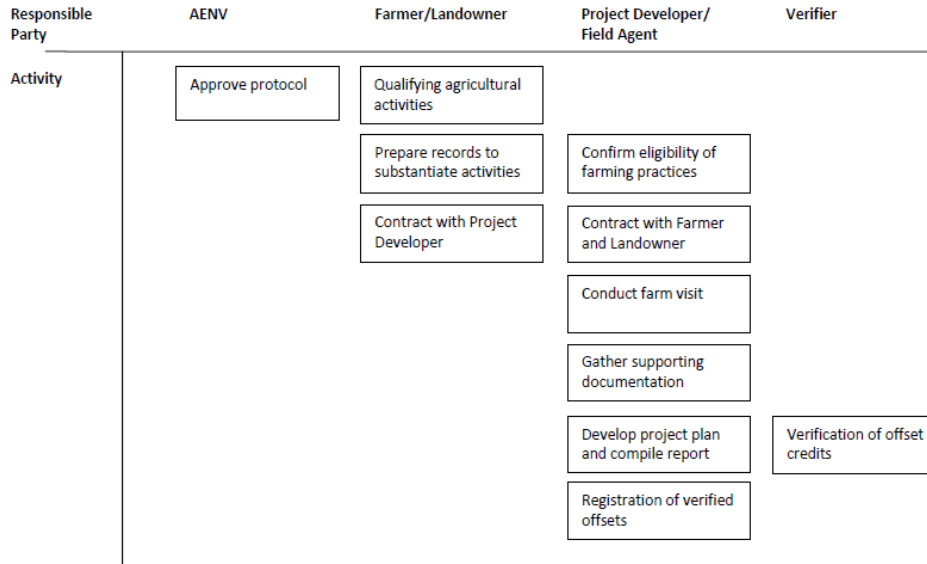 Responsible
Party
AENV
Farmer/Landowner
Project Developer/
Field Agent
Verifier
Activity
Approve protocol
Qualifying agricultural
activities
Prepare records to
substantiate activities
Confirm eligibility of
farming practices
Contract with Project
Developer
Contract with Farmer
and Landowner
Conduct farm visit
Gather supporting
documentation
Develop project plan
and compile report
Verification of offset
credits
Registration of verified
offsets